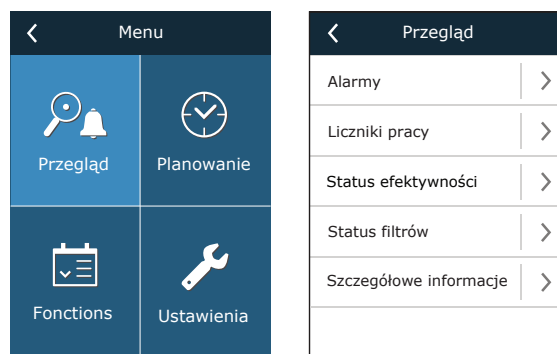 Menu
Przegląd
Planowanie
Fonctions
Ustawienia
Przegląd
Alarmy
Liczniki pracy
Status efektywności
Status filtrów
Szczegółowe informacje